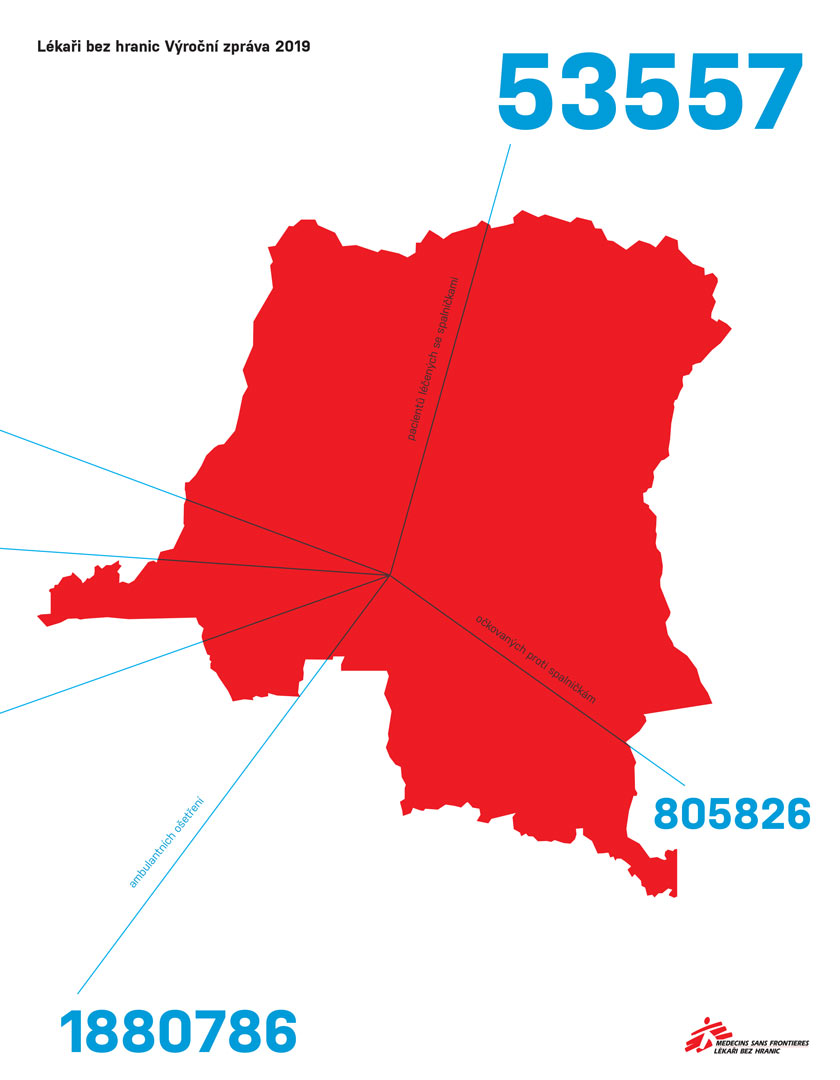 Lékaři bez hranic Výroční zpráva 2019
53557
pacientů léčených se spalničkami
očkovaných proti spalničkám
805826
ambulantních ošetření
1880786
MEDECINS SANS FRONTIERES
LÉKAŘI BEZ HRANIC